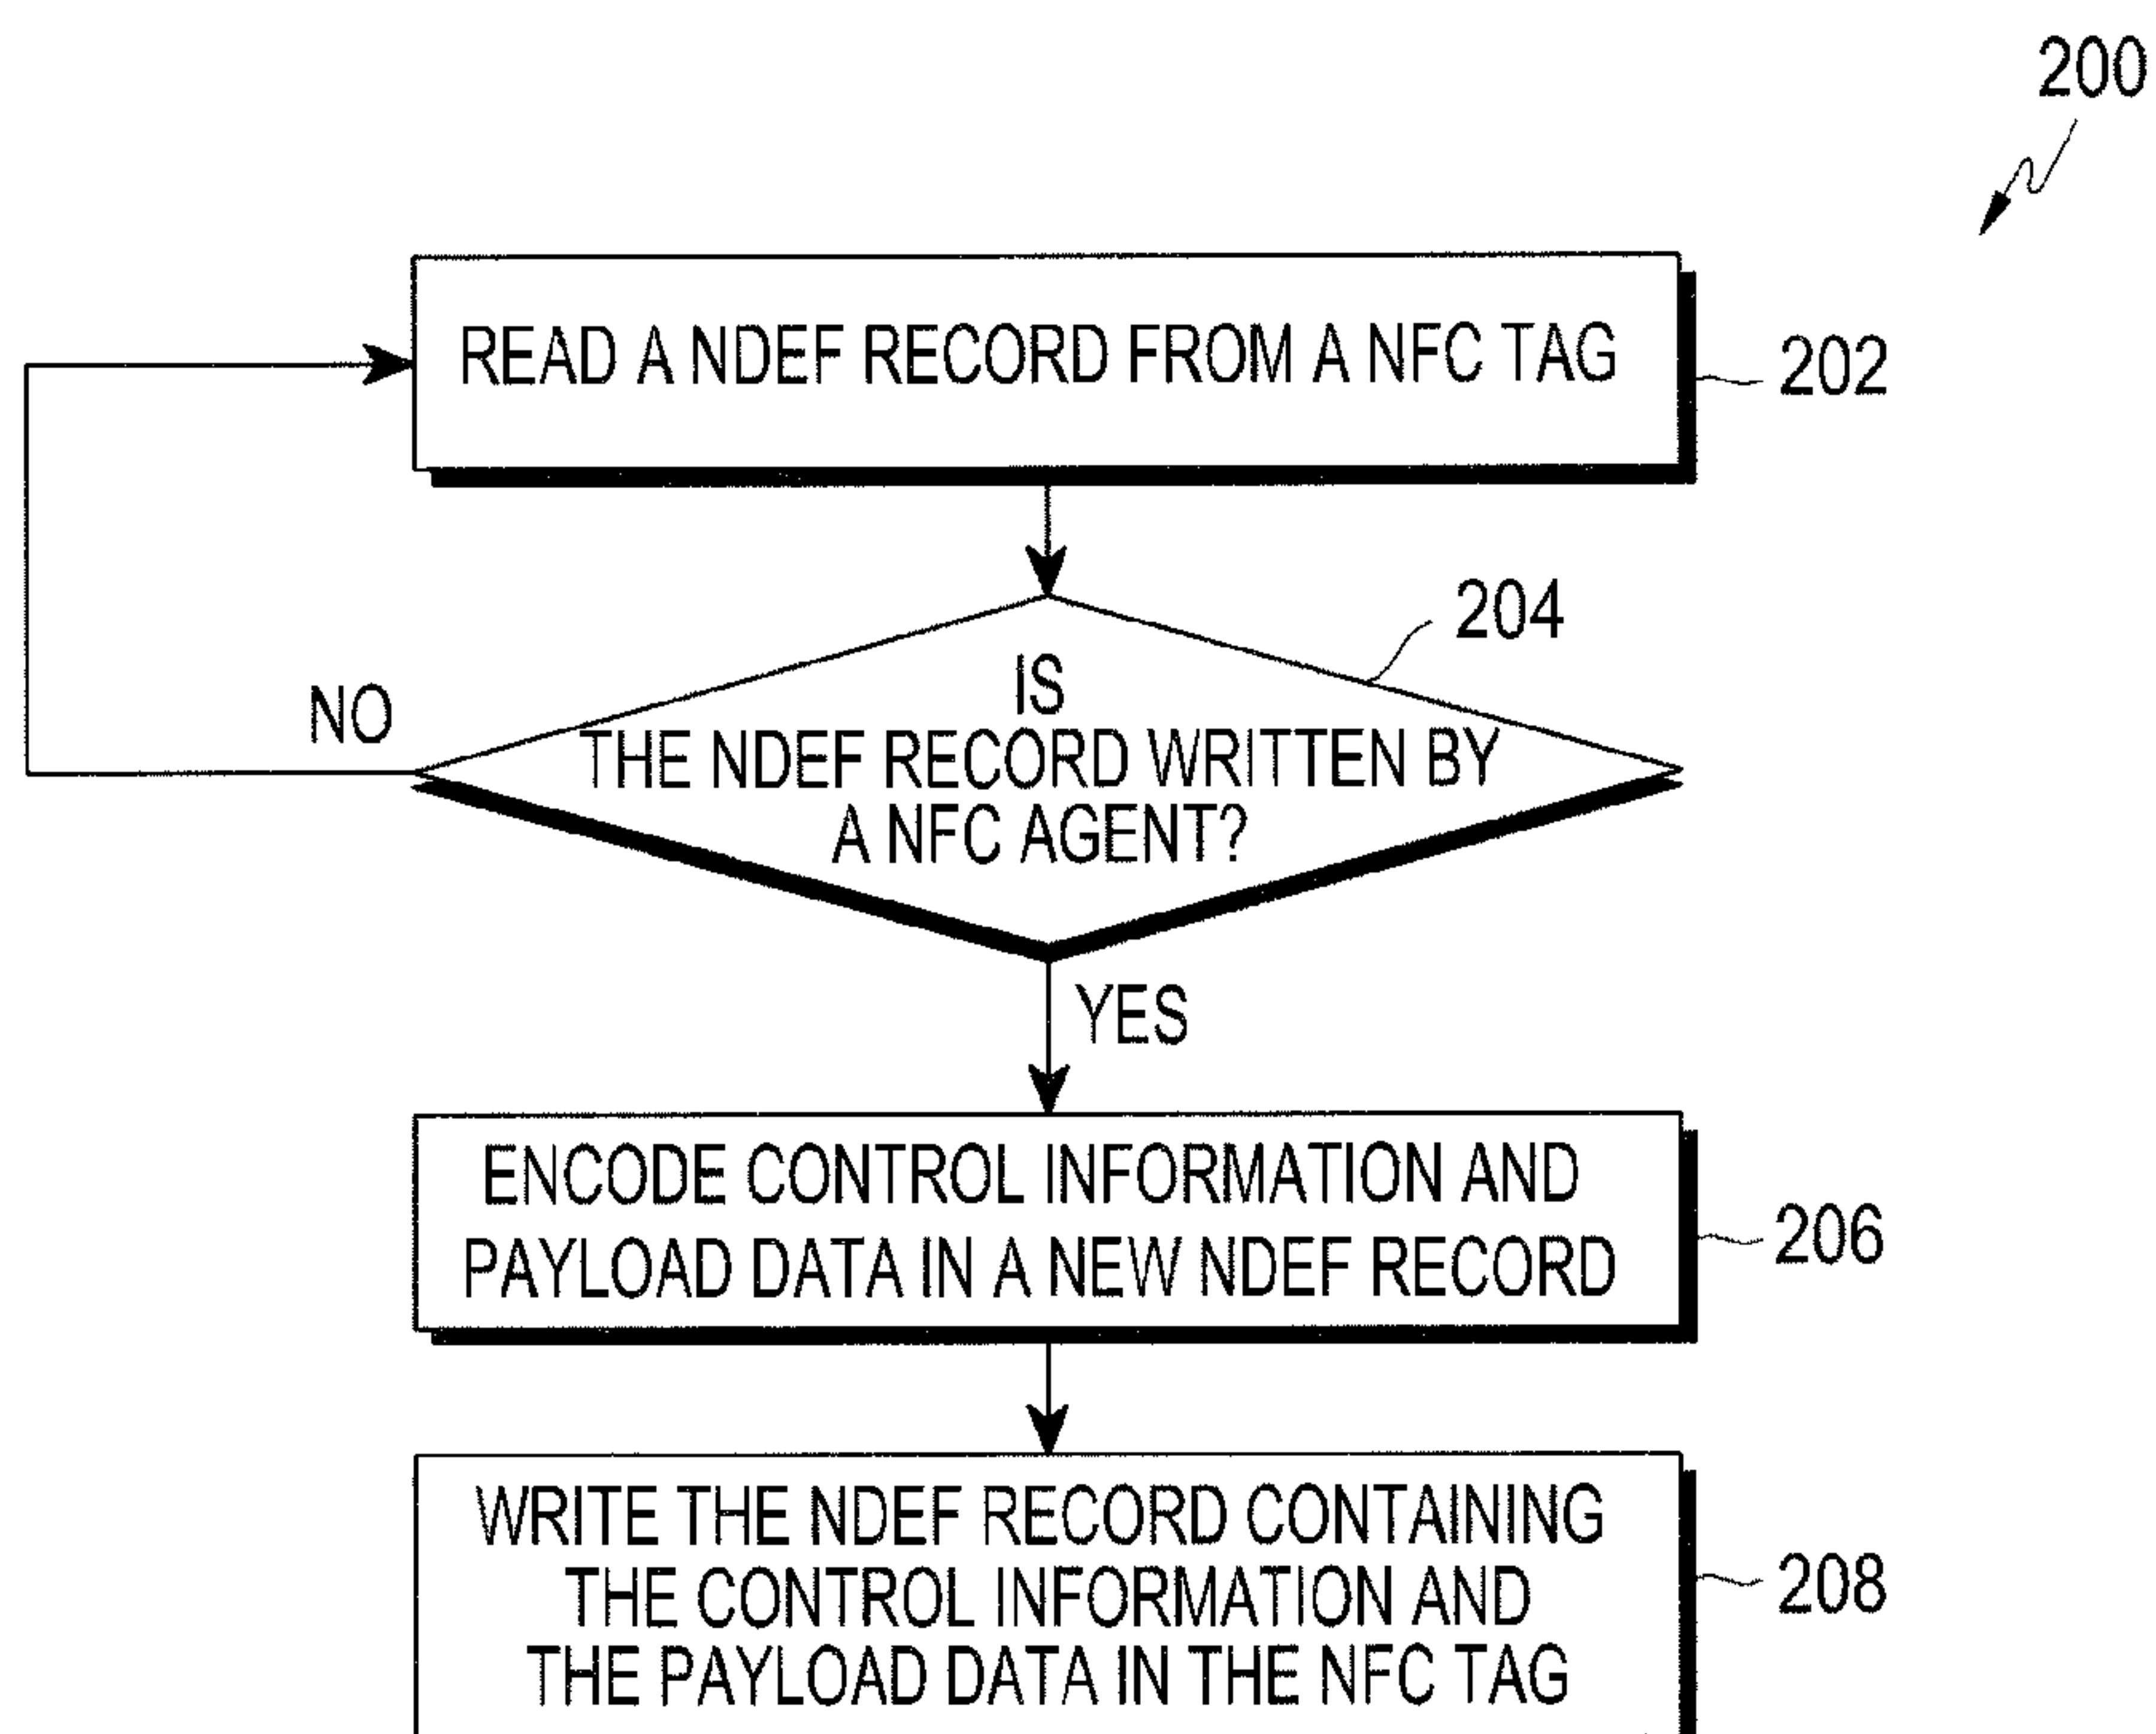 200
READ A NDEF RECORD FROM A NFC TAG
202
204
IS
THE NDEF RECORD WRITTEN BY
A NFC AGENT?
NO
YES
ENCODE CONTROL INFORMATION AND
PAYLOAD DATA IN A NEW NDEF RECORD
206
WRITE THE NDEF RECORD CONTAINING
THE CONTROL INFORMATION AND
THE PAYLOAD DATA IN THE NFC TAG
208